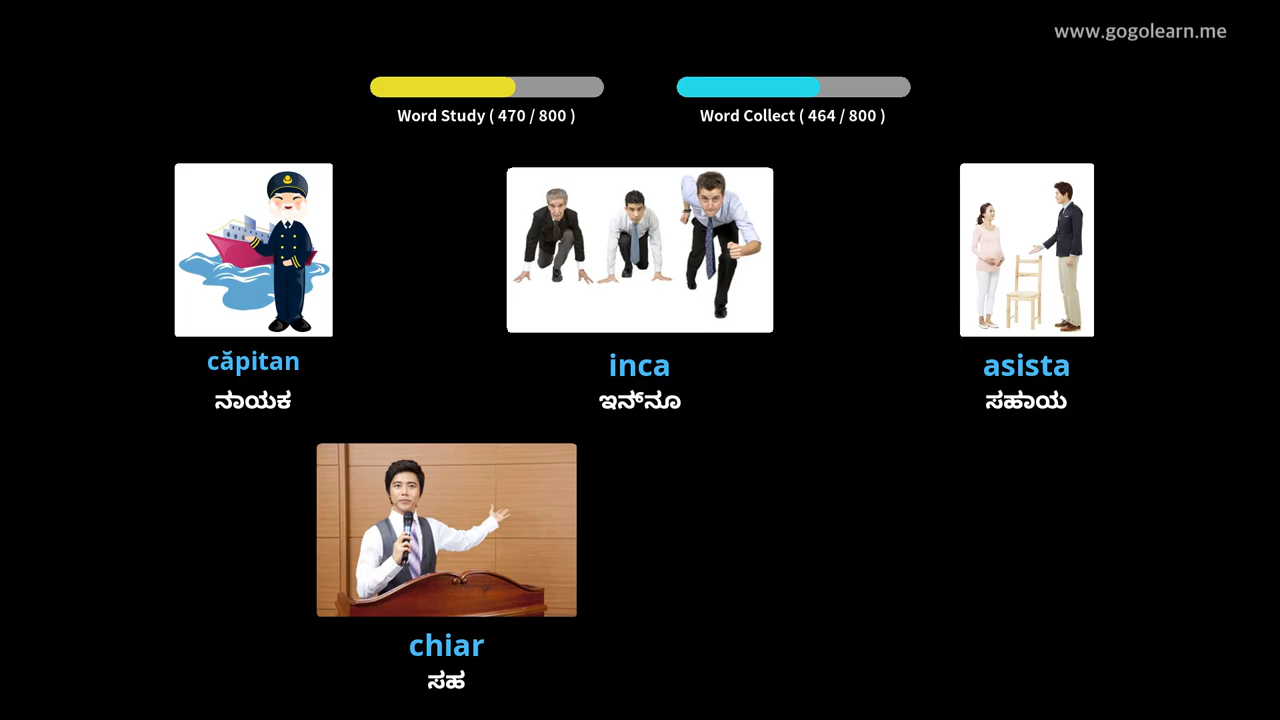 www.gogolearn.me
Word Study ( 470 / 800 )
Word Collect ( 464 / 800 )
căpitan
ನಾಯಕ
inca
ಇನ್‌ನೂ
asista
ಸಹಾಯ
chiar
ಸಹ